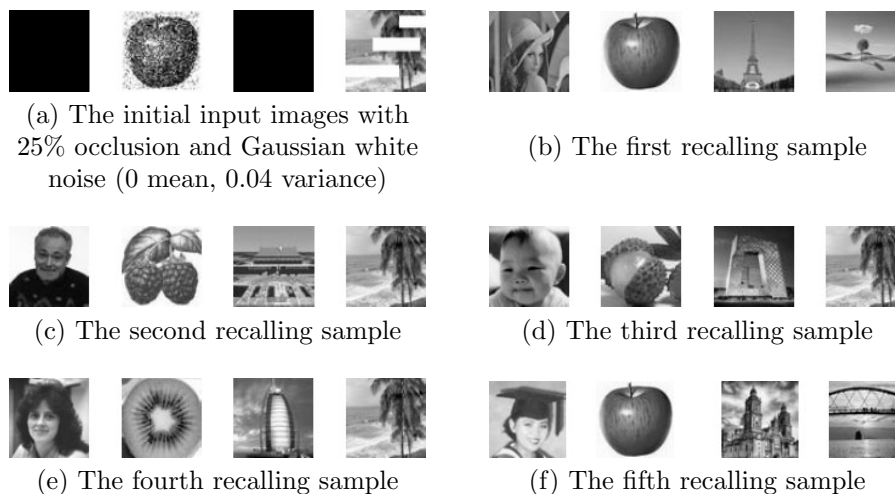 (a) The initial input images with
25% occlusion and Gaussian white
noise (0 mean, 0.04 variance)
(b) The first recalling sample
(c) The second recalling sample
(d) The third recalling sample
(e) The fourth recalling sample
(f) The fifth recalling sample